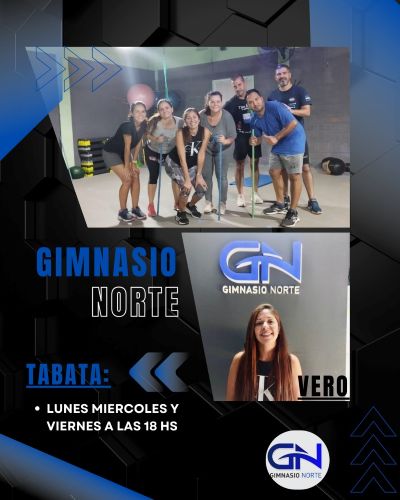 GIMNASIO
NORTE
GN
GIMNASIO NORTE
TABATA:
VERO
LUNES MIERCOLES Y
VIERNES A LAS 18 HS
GN
GIMNASIO NORTE